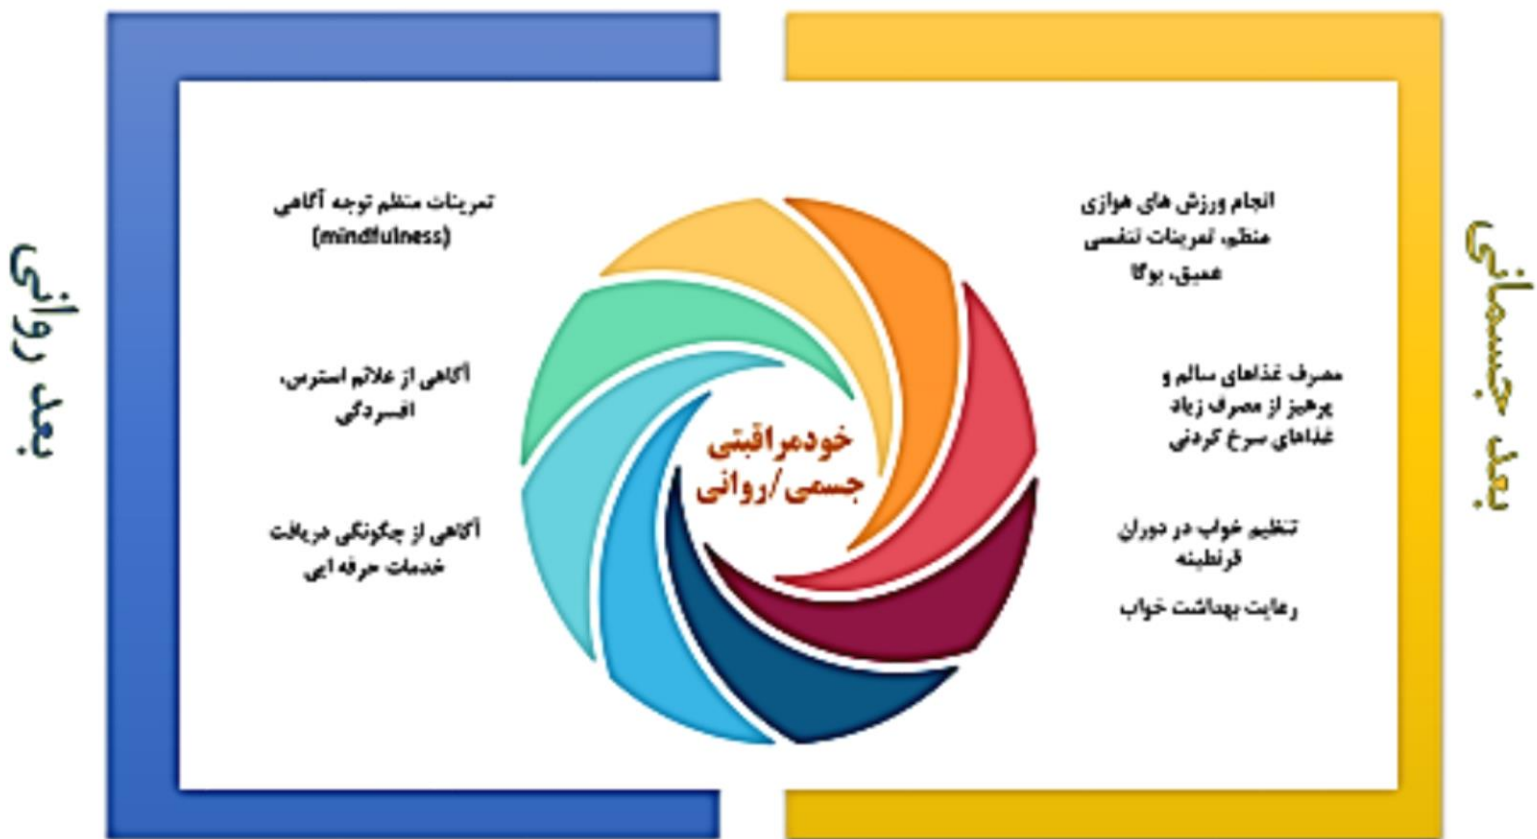 بعد جسمانی
انجام ورزش های هوازی
منظم، تمرینات تنفسی
عمیق، یوگا
مصرف غذاهای سالم و
پرهیز از مصرف زیاد
غذاهای سرخ کردنی
تنظیم خواب در دوران
قرنطینه
رعایت بهداشت خواب
خودمراقبتی
جسمی/روانی
تمرینات منظم توجه آگاهی
(mindfulness)
آگاهی از علائم استرس،
افسردگی
آگاهی از چگونگی دریافت
خدمات حرفه ایی
بعد روانی